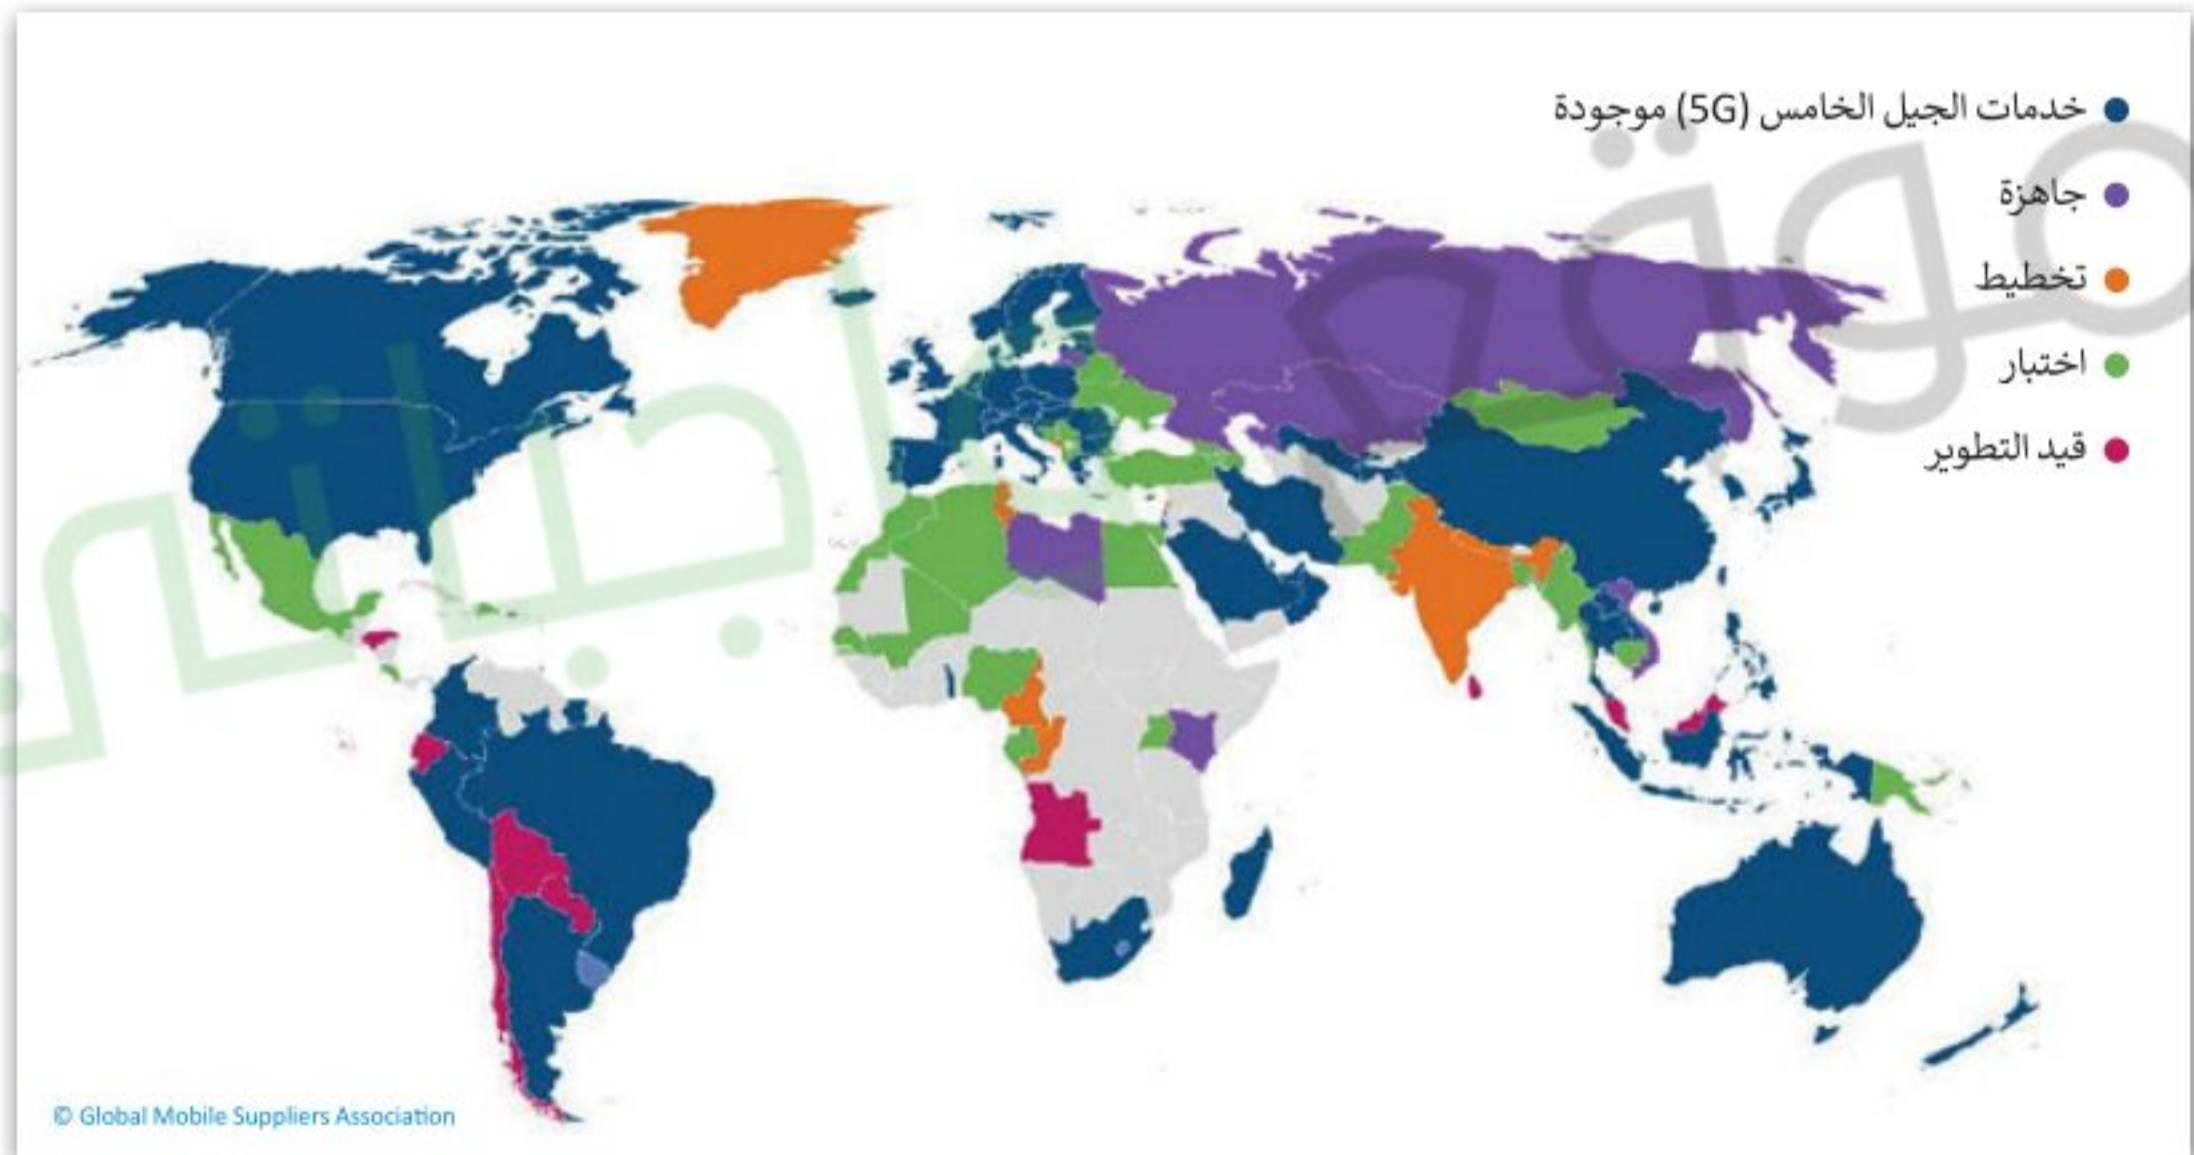 خدمات الجيل الخامس (5G) موجودة
جاهزة
تخطيط
اختبار
قيد التطوير
© Global Mobile Suppliers Association